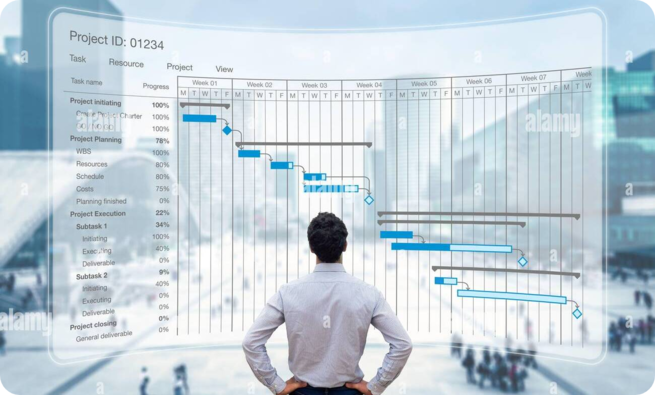 Project ID: 01234
Task Resource Project View
Task name Progress Week 01 Week 02 Week 03 Week 04 Week 05 Week 06 Week 07 Week
M T W T F M T W T F M T W T F M T W T F M T W T F M T W T F M T W T F M T W
Project initiating 100%
Charter 100%
100%
Project Planning 78%
WBS 100%
Resources 80%
Schedule 80%
Costs 75%
Planning finished 0%
Project Execution 22%
Subtask 1 34%
Initiating 100%
Executing 40%
Deliverable 0%
Subtask 2 9%
Initiating 40%
Executing 0%
Deliverable 0%
Project closing 0%
General deliverable 0%
alamy
alamy
alamy
a
a
a
a
a
a